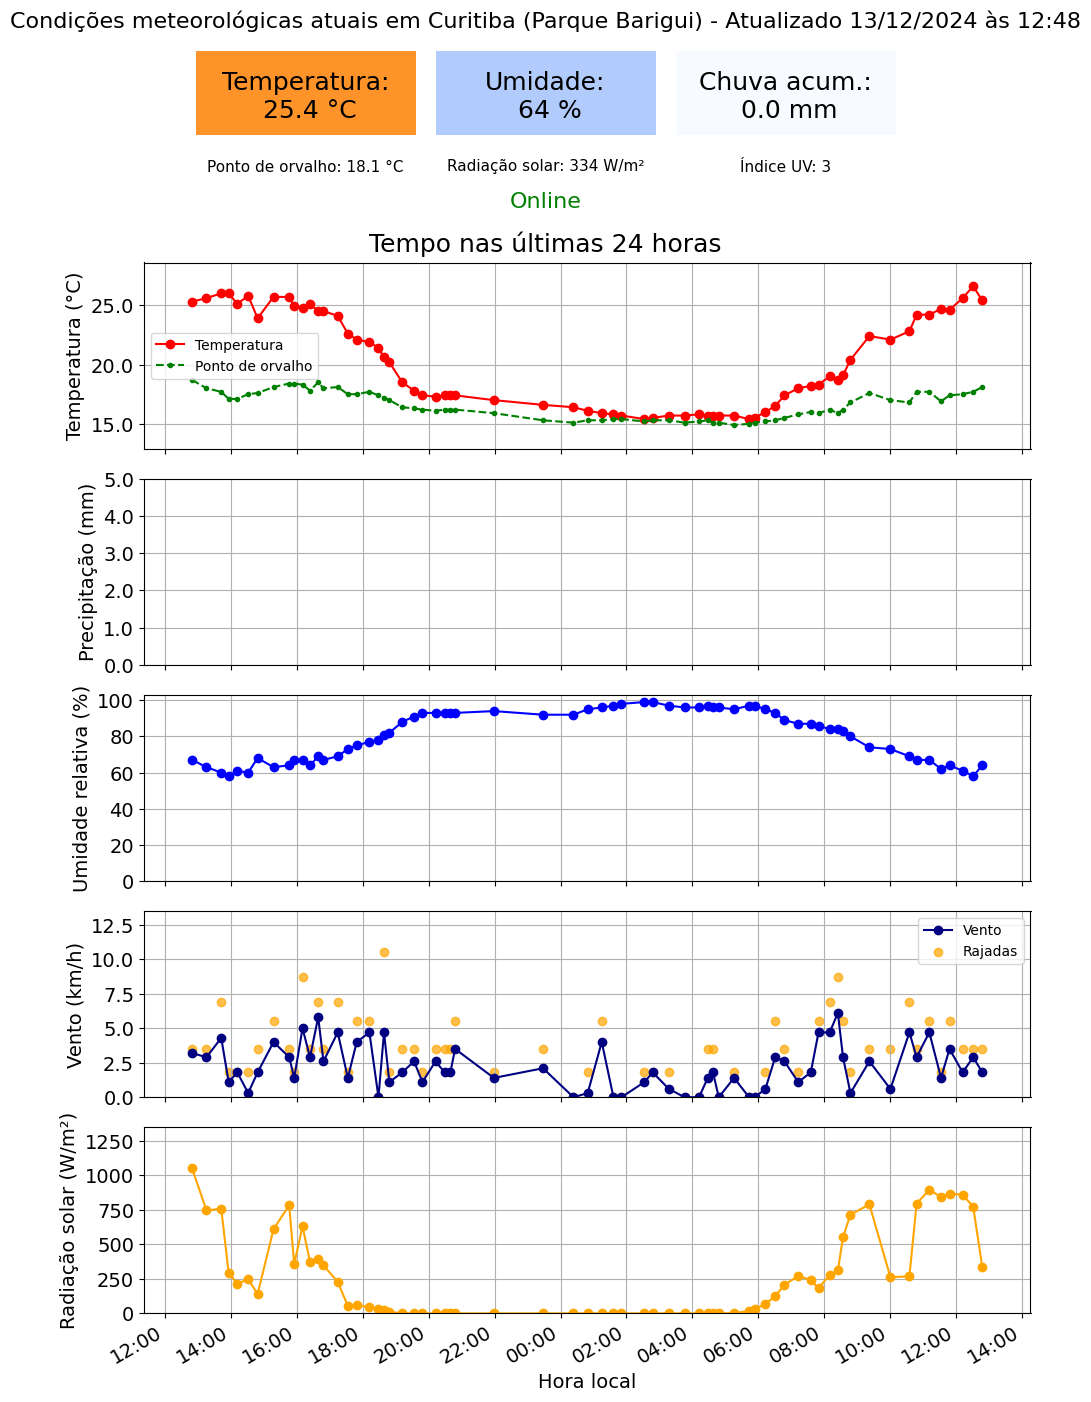 Condições meteorológicas atuais em Curitiba (Parque Barigui) - Atualizado 13/12/2024 às 12:48
Temperatura:
25.4 °C
Umidade:
64 %
Chuva acum.:
0.0 mm
Ponto de orvalho: 18.1 °C
Radiação solar: 334 W/m²
Índice UV: 3
Online
Tempo nas últimas 24 horas
Temperatura (°C)
25.0
20.0
15.0
Temperatura
Ponto de orvalho
Precipitação (mm)
5.0
4.0
3.0
2.0
1.0
0.0
Umidade relativa (%)
100
80
60
40
20
0
Vento (km/h)
12.5
10.0
7.5
5.0
2.5
0.0
Vento
Rajadas
Radiação solar (W/m²)
1250
1000
750
500
250
0
12:00
14:00
16:00
18:00
20:00
22:00
00:00
02:00
04:00
06:00
08:00
10:00
12:00
14:00
Hora local